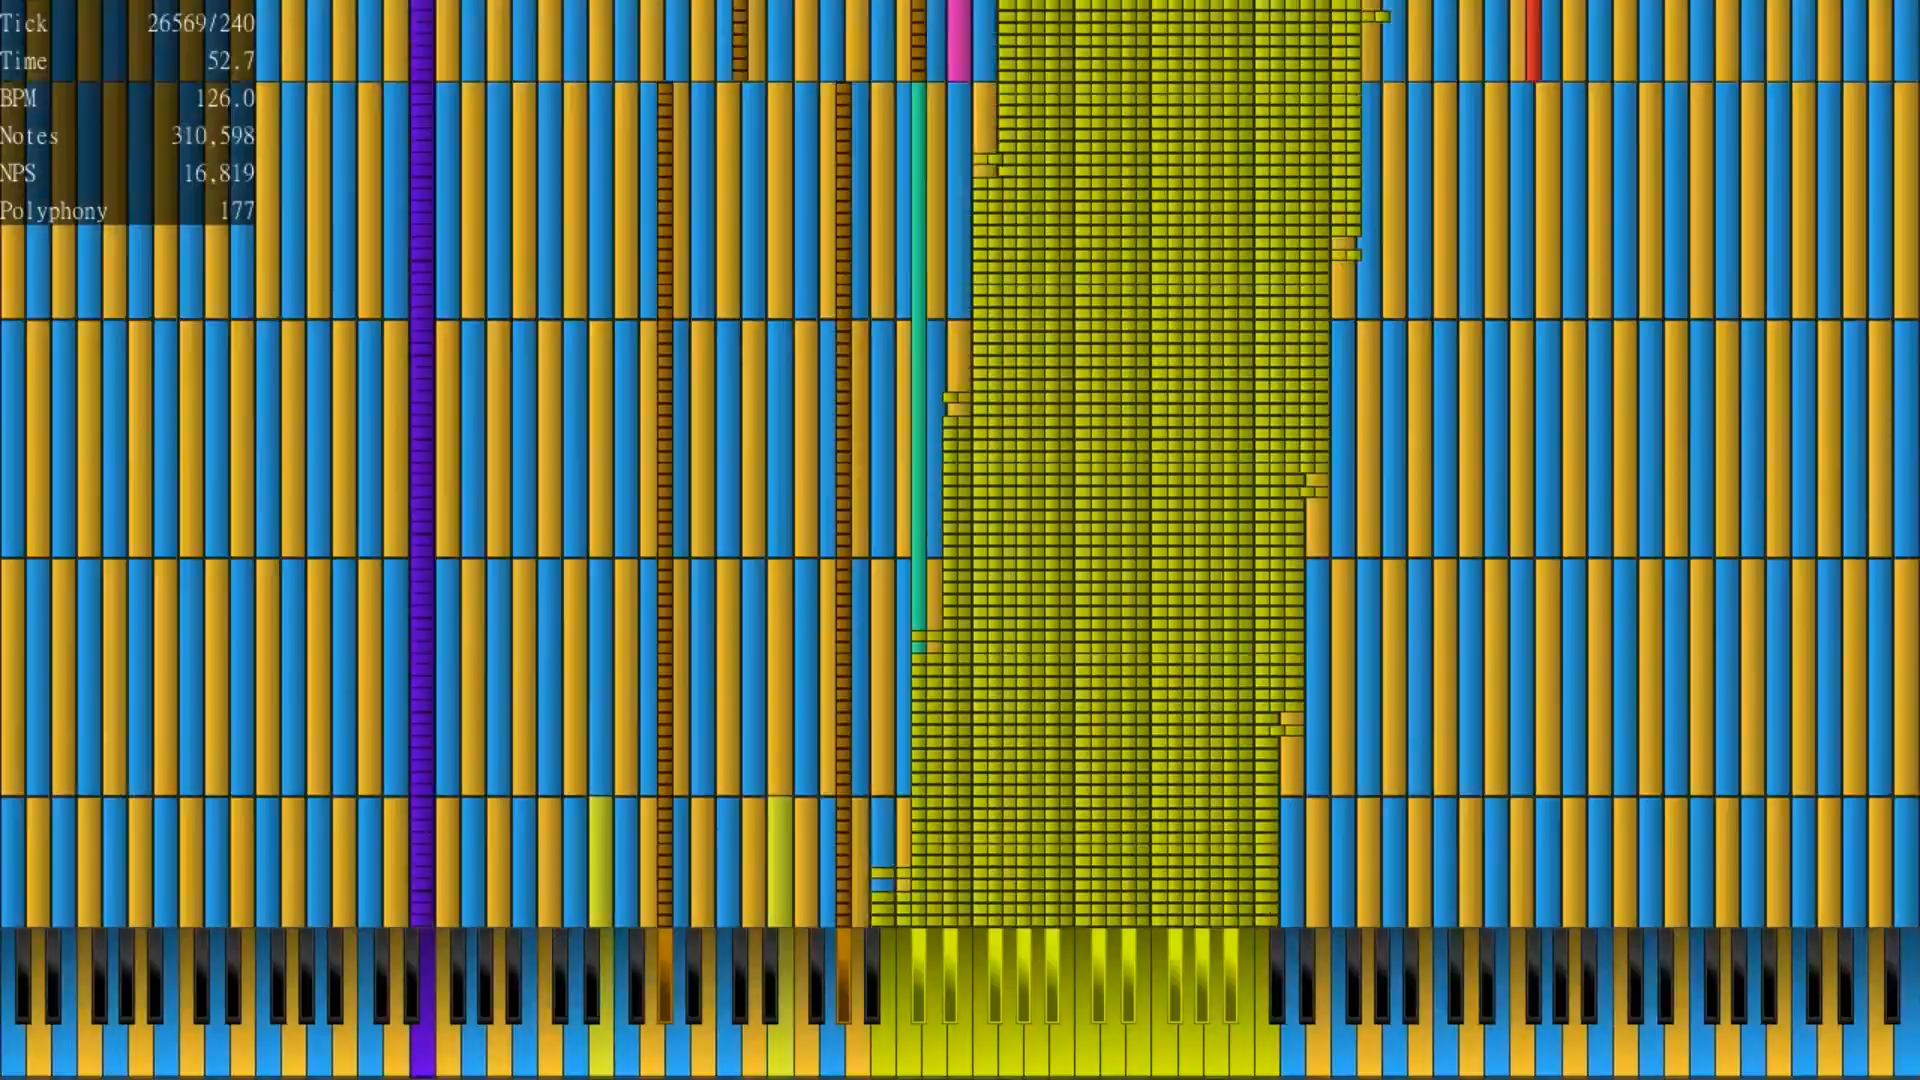 Tick 26569/240
Time 52.7
BPM 126.0
Notes 310,598
NPS 16,819
Polyphony 177